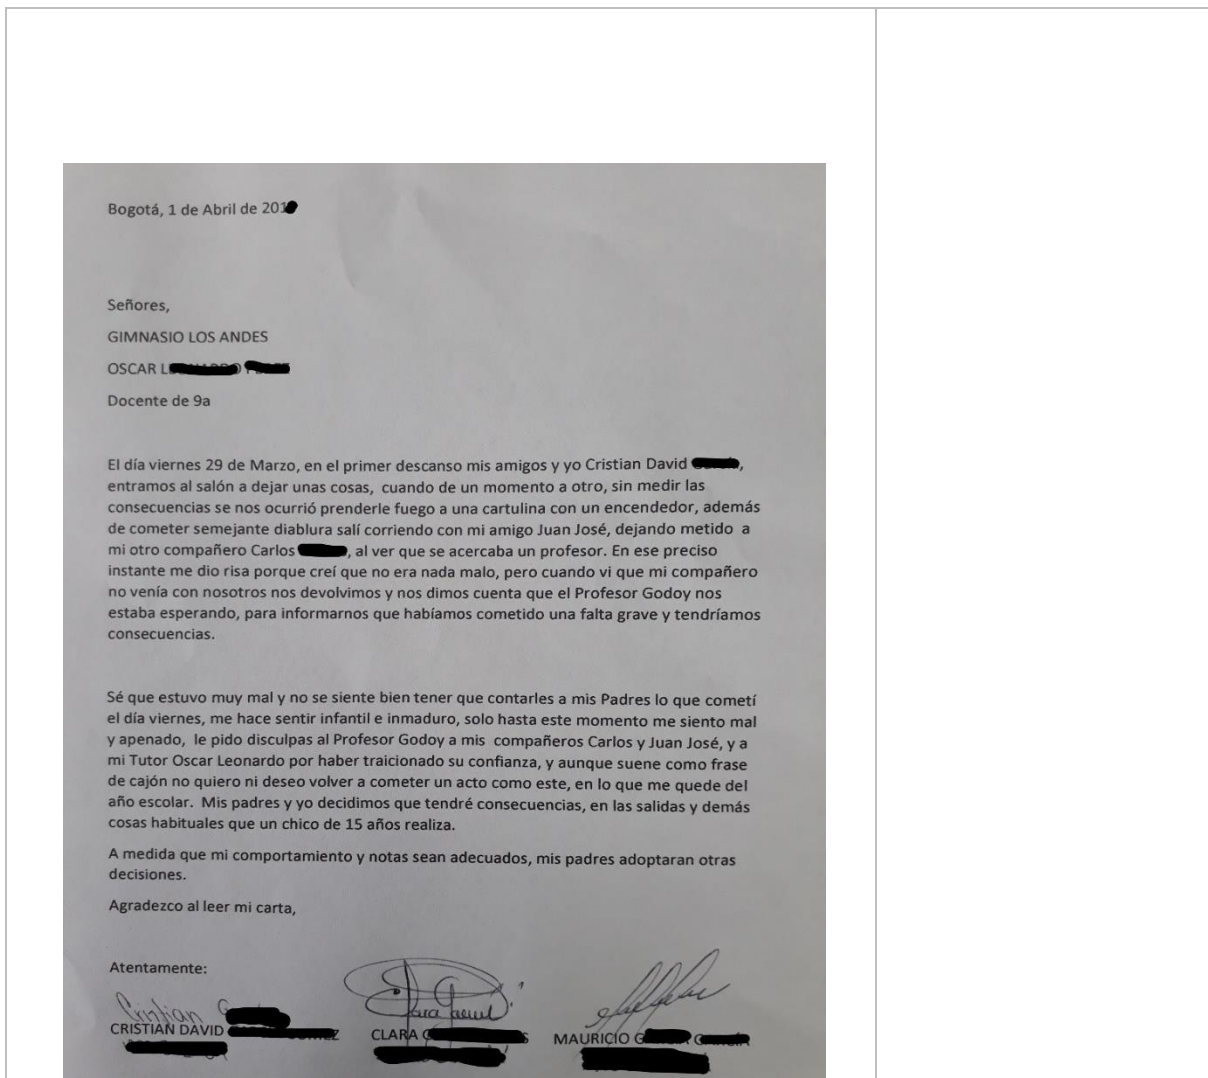 Bogotá, 1 de Abril de 201
Señores,
GIMNASIO LOS ANDES
OSCAR
Docente de 9a
El día viernes 29 de Marzo, en el primer descanso mis amigos y yo Cristian David
entramos al salón a dejar unas cosas, cuando de un momento a otro, sin medir las
consecuencias se nos ocurrió prenderle fuego a una cartulina con un encendedor, además
de cometer semejante diablura salí corriendo con mi amigo Juan José, dejando metido a
mi otro compañero Carlos , al ver que se acercaba un profesor. En ese preciso
instante me dio risa porque creí que no era nada malo, pero cuando vi que mi compañero
no venía con nosotros nos devolvimos y nos dimos cuenta que el Profesor Godoy nos
estaba esperando, para informarnos que habíamos cometido una falta grave y tendríamos
consecuencias.
Sé que estuvo muy mal y no se siente bien tener que contarles a mis Padres lo que cometí
el día viernes, me hace sentir infantil e inmaduro, solo hasta este momento me siento mal
y apenado, le pido disculpas al Profesor Godoy a mis compañeros Carlos y Juan José, y a
mi Tutor Oscar Leonardo por haber traicionado su confianza, y aunque suene como frase
de cajón no quiero ni deseo volver a cometer un acto como este, en lo que me quede del
año escolar. Mis padres y yo decidimos que tendré consecuencias, en las salidas y demás
cosas habituales que un chico de 15 años realiza.
A medida que mi comportamiento y notas sean adecuados, mis padres adoptaran otras
decisiones.
Agradezco al leer mi carta,
Atentamente:
Cristian
CRISTIAN DAVID
CLARA
MAURICIO